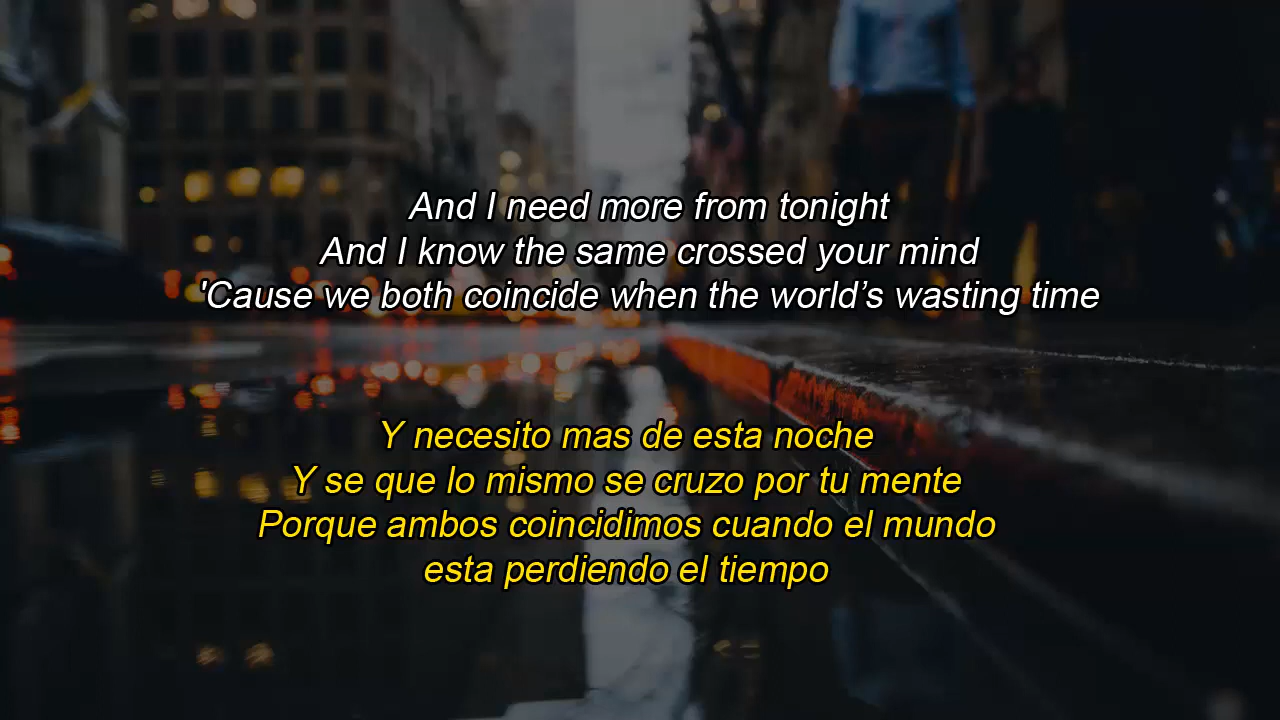 And I need more from tonight
And I know the same crossed your mind
'Cause we both coincide when the world’s wasting time
Y necesito mas de esta noche
Y se que lo mismo se cruzo por tu mente
Porque ambos coincidimos cuando el mundo
esta perdiendo el tiempo